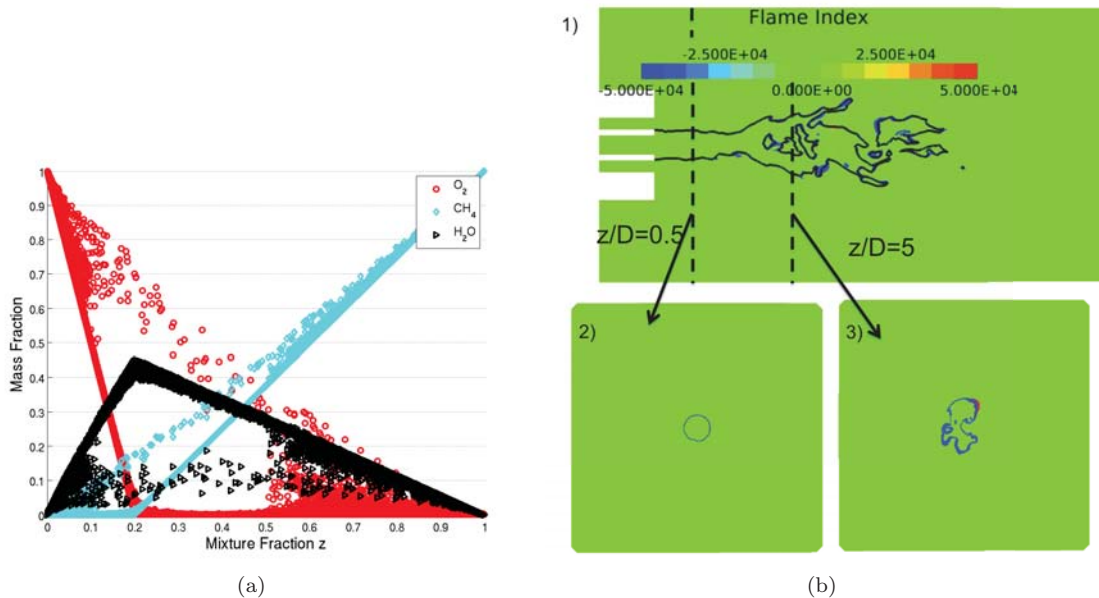 1)
Flame Index
-2.500E+04 2.500E+04
-5.000E+04 0.000E+00 5.000E+04
z/D=0.5 z/D=5
2) 3)
1
0.9
0.8
0.7
0.6
0.5
0.4
0.3
0.2
0.1
0
Mass Fraction
O₂
CH₄
H₂O
0 0.1 0.2 0.3 0.4 0.5 0.6 0.7 0.8 0.9 1
Mixture Fraction z
(a) (b)